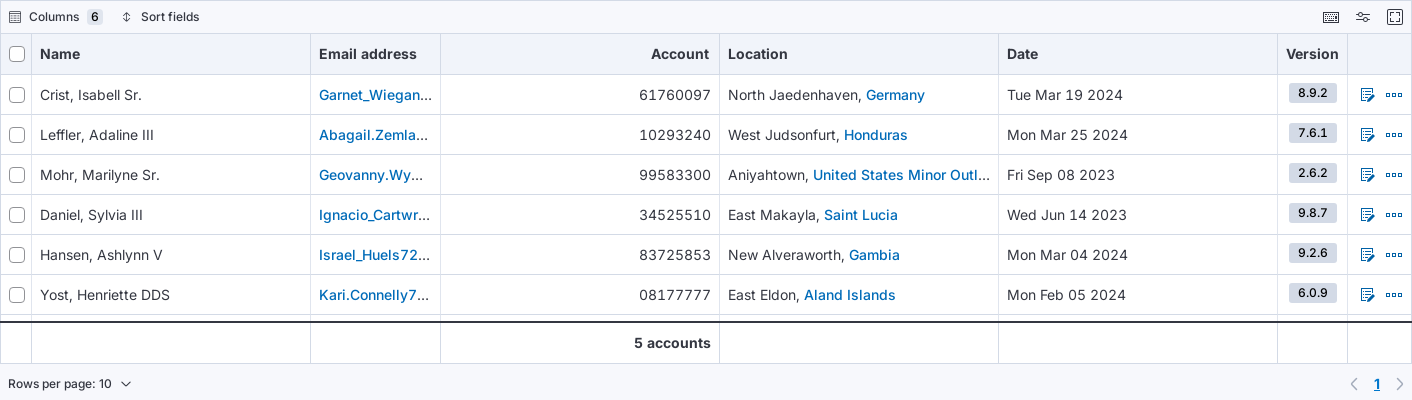 Columns 6 Sort fields
Name Email address Account Location Date Version
Crist, Isabell Sr. Garnet_Wiegan... 61760097 North Jaedenhaven, Germany Tue Mar 19 2024 8.9.2
Leffler, Adaline III Abagail.Zemla... 10293240 West Judsonfurt, Honduras Mon Mar 25 2024 7.6.1
Mohr, Marilyne Sr. Geovanny.Wy... 99583300 Aniyahtown, United States Minor Outl... Fri Sep 08 2023 2.6.2
Daniel, Sylvia III Ignacio_Cartwr... 34525510 East Makayla, Saint Lucia Wed Jun 14 2023 9.8.7
Hansen, Ashlynn V Israel_Huels72... 83725853 New Alveraworth, Gambia Mon Mar 04 2024 9.2.6
Yost, Henriette DDS Kari.Connelly7... 08177777 East Eldon, Aland Islands Mon Feb 05 2024 6.0.9
5 accounts
Rows per page: 10 1